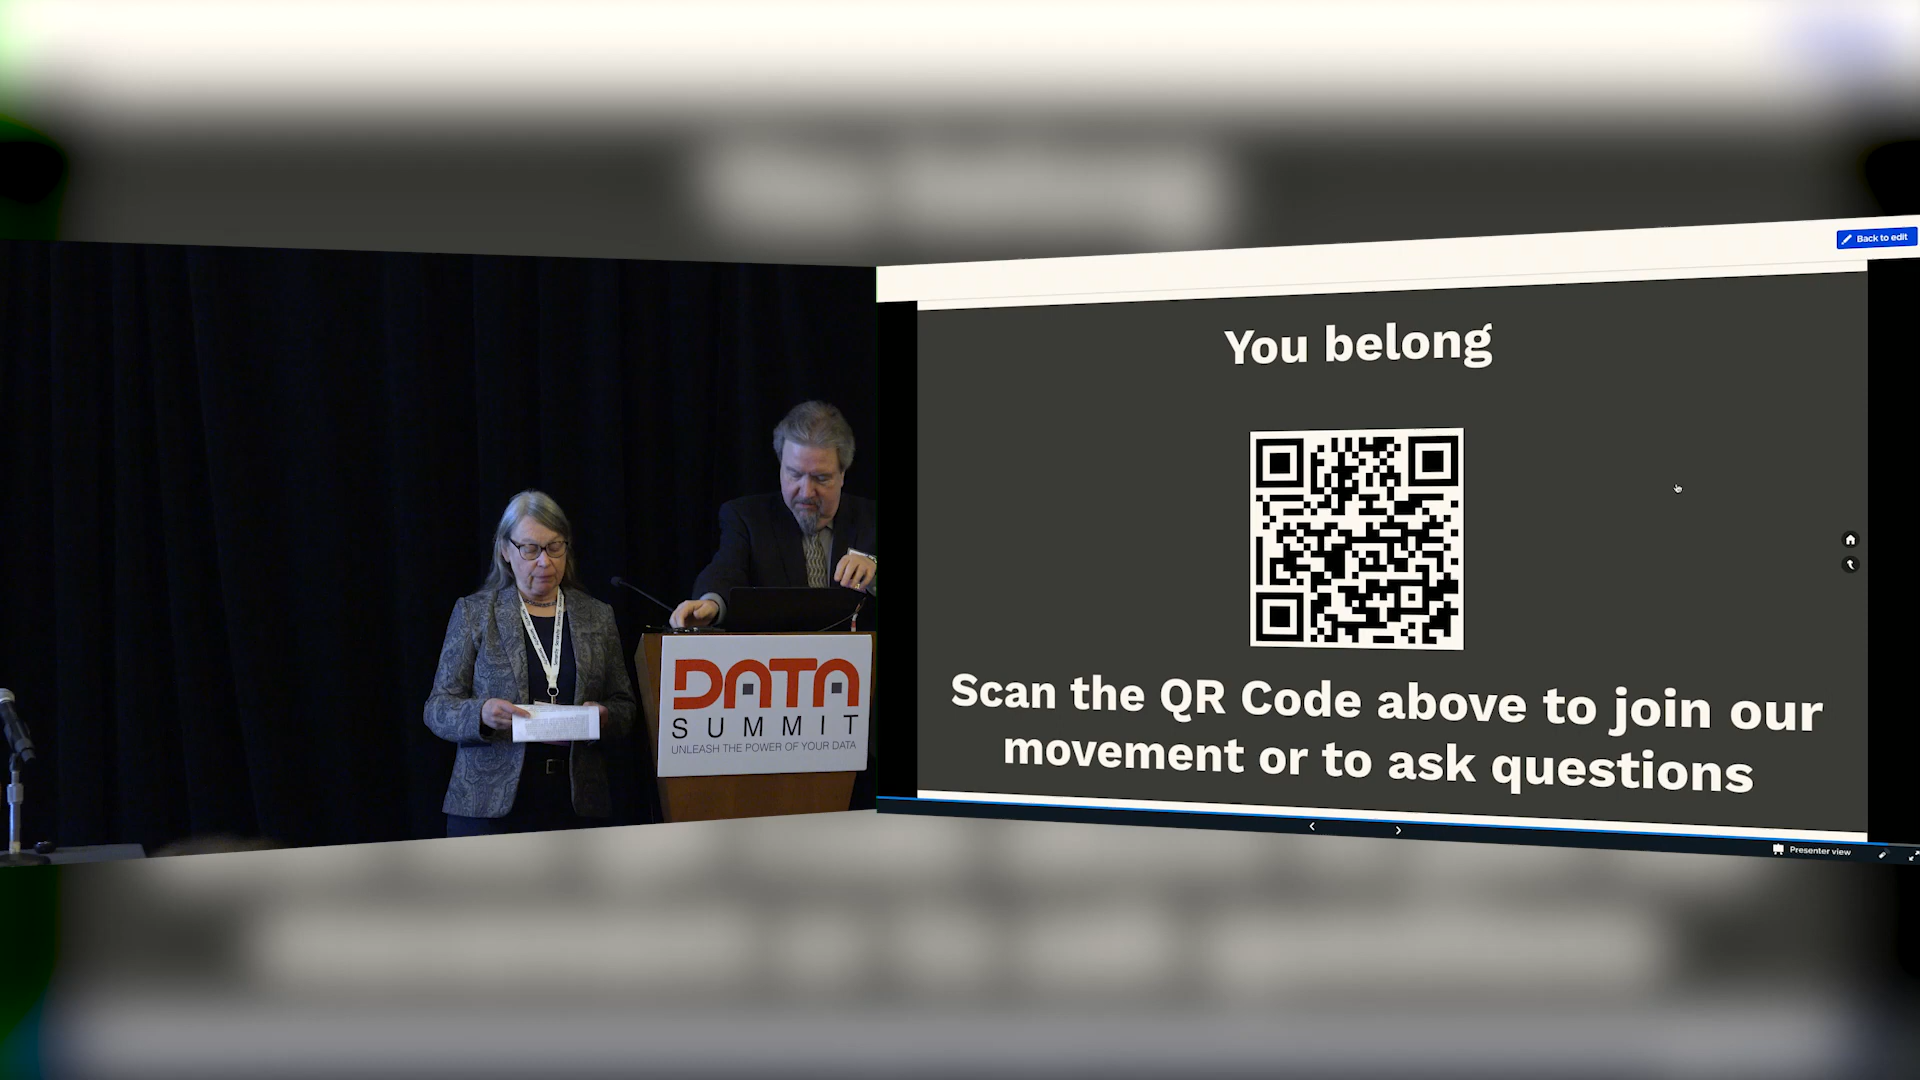 Back to edit
You belong
Scan the QR Code above to join our
movement or to ask questions
Presenter view
DATA
SUMMIT
UNLEASH THE POWER OF YOUR DATA